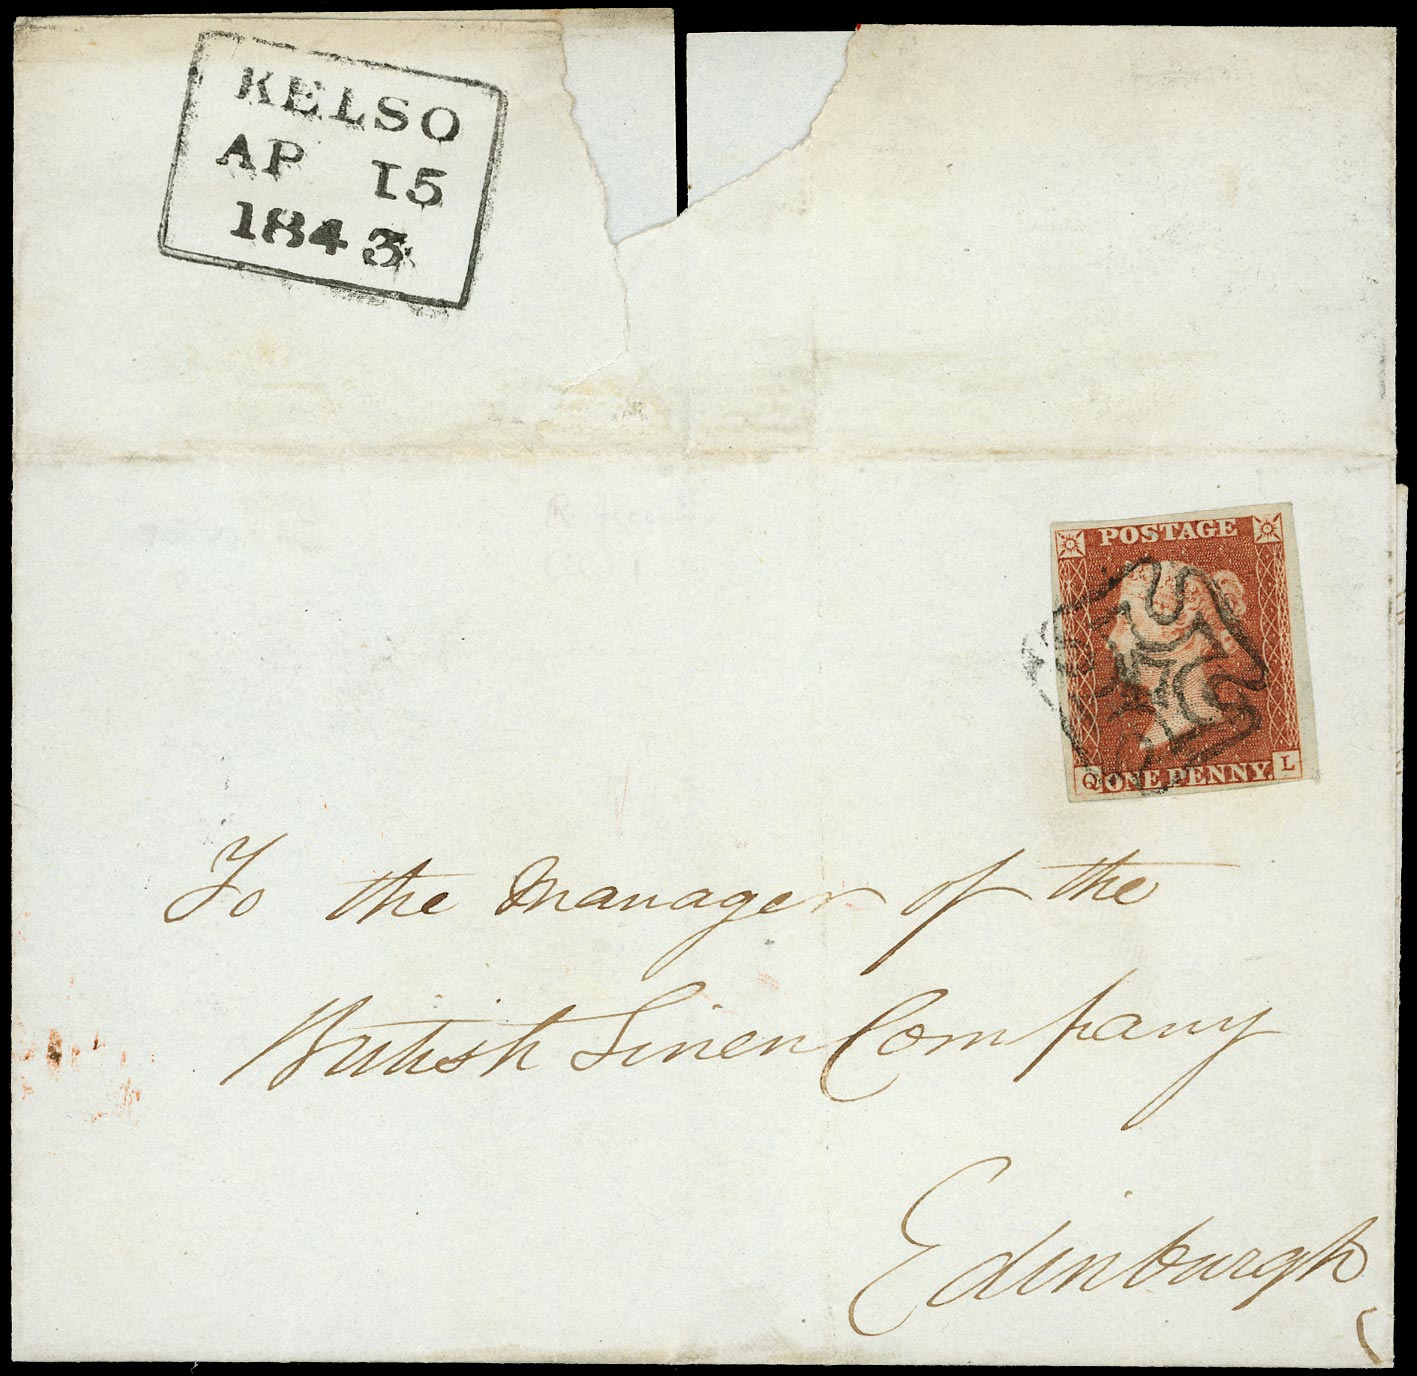 KELSO
AP 15
1843
POSTAGE
Q ONE PENNY L
To the Manager of the
British Linen Company
Edinburgh